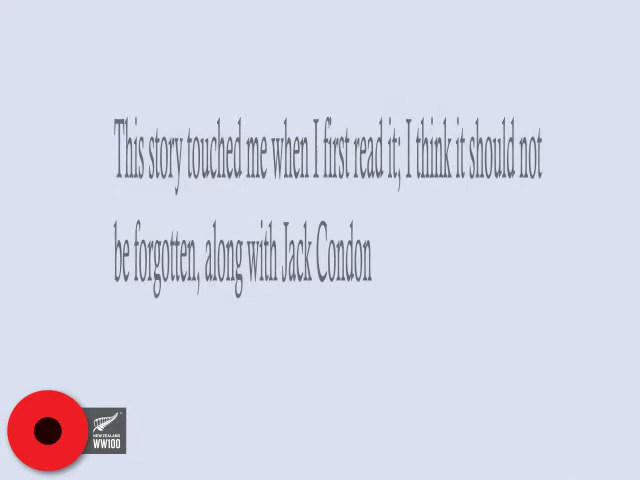 This story touched me when I first read it; I think it should not
be forgotten, along with Jack Condon
NEW ZEALAND
WW100